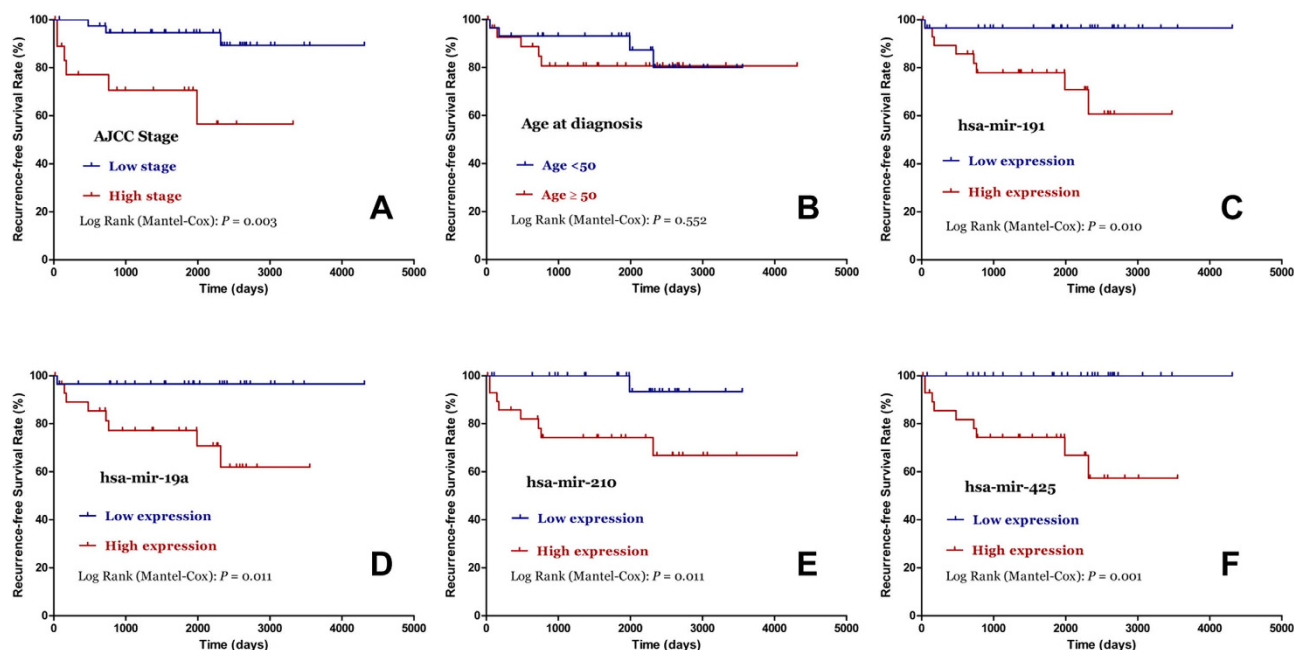 Recurrence-free Survival Rate (%)
100
80
60
40
20
0
AJCC Stage
Low stage
High stage
Log Rank (Mantel-Cox): P = 0.003
A
0 1000 2000 3000 4000 5000
Time (days)
Recurrence-free Survival Rate (%)
100
80
60
40
20
0
Age at diagnosis
Age <50
Age ≥ 50
Log Rank (Mantel-Cox): P = 0.552
B
0 1000 2000 3000 4000 5000
Time (days)
Recurrence-free Survival Rate (%)
100
80
60
40
20
0
hsa-mir-191
Low expression
High expression
Log Rank (Mantel-Cox): P = 0.010
C
0 1000 2000 3000 4000 5000
Time (days)
Recurrence-free Survival Rate (%)
100
80
60
40
20
0
hsa-mir-19a
Low expression
High expression
Log Rank (Mantel-Cox): P = 0.011
D
0 1000 2000 3000 4000 5000
Time (days)
Recurrence-free Survival Rate (%)
100
80
60
40
20
0
hsa-mir-210
Low expression
High expression
Log Rank (Mantel-Cox): P = 0.011
E
0 1000 2000 3000 4000 5000
Time (days)
Recurrence-free Survival Rate (%)
100
80
60
40
20
0
hsa-mir-425
Low expression
High expression
Log Rank (Mantel-Cox): P = 0.001
F
0 1000 2000 3000 4000 5000
Time (days)